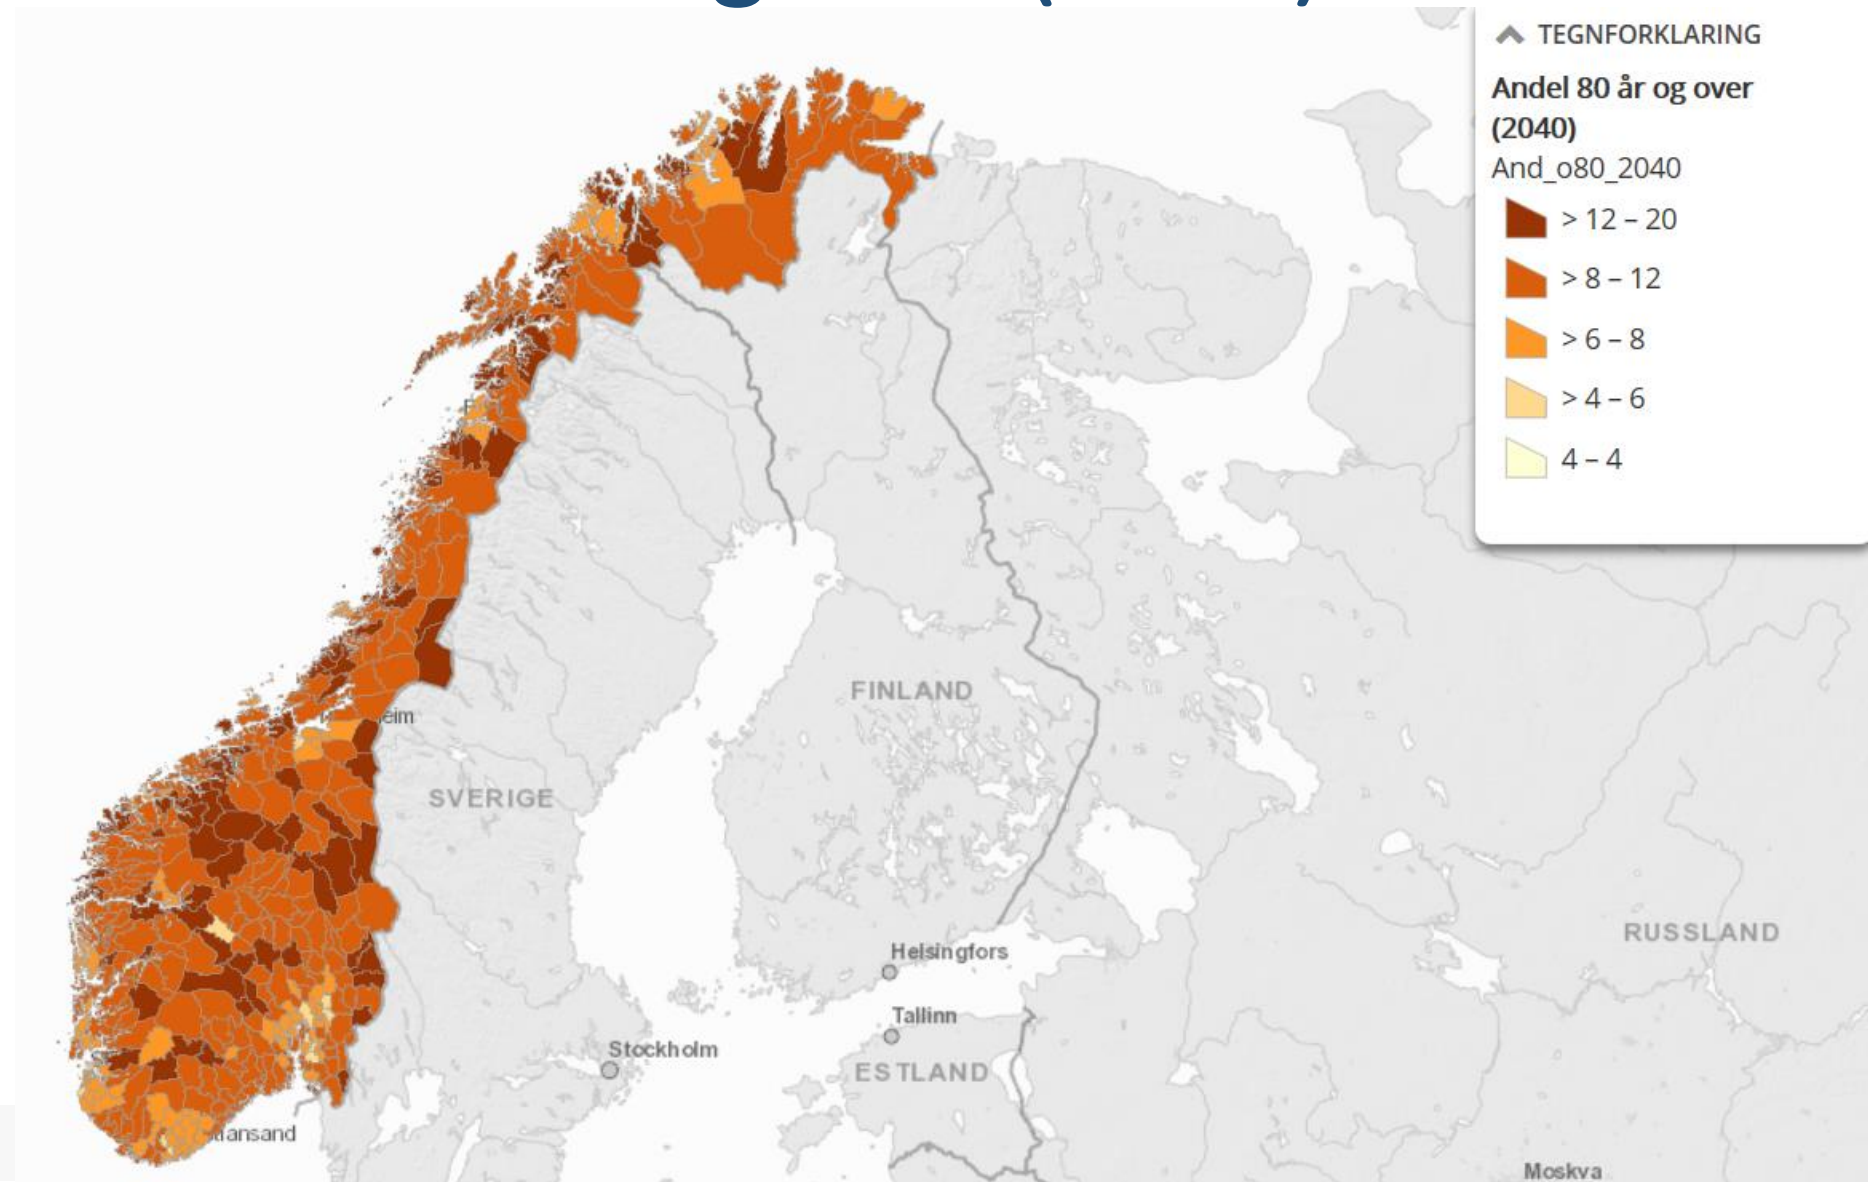 TEGNFORKLARING
Andel 80 år og over
(2040)
And_o80_2040
> 12 – 20
> 8 – 12
> 6 – 8
> 4 – 6
4 – 4
FINLAND
SVERIGE
RUSSLAND
Helsingfors
Tallinn
Stockholm
ESTLAND
Moskva